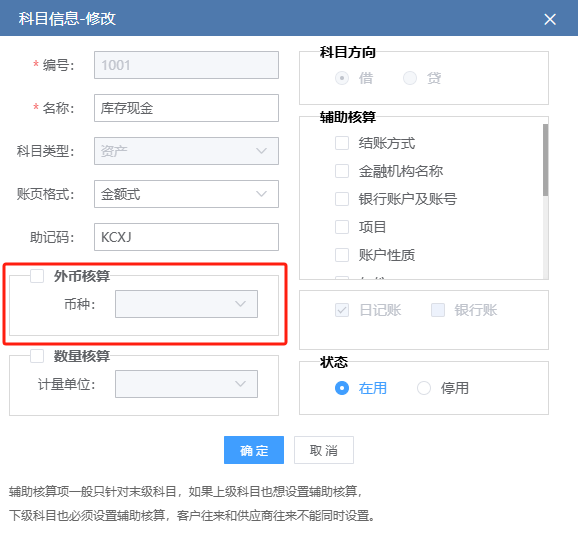 科目信息-修改
* 编号： 1001
* 名称： 库存现金
科目类型： 资产
账页格式： 金额式
助记码： KCXJ
外币核算
币种：
数量核算
计量单位：
科目方向
借 贷
辅助核算
结账方式
金融机构名称
银行账户及账号
项目
账户性质
日记账 银行账
状态
在用 停用
确定 取消
辅助核算项一般只针对末级科目，如果上级科目也想设置辅助核算，
下级科目也必须设置辅助核算，客户往来和供应商往来不能同时设置。